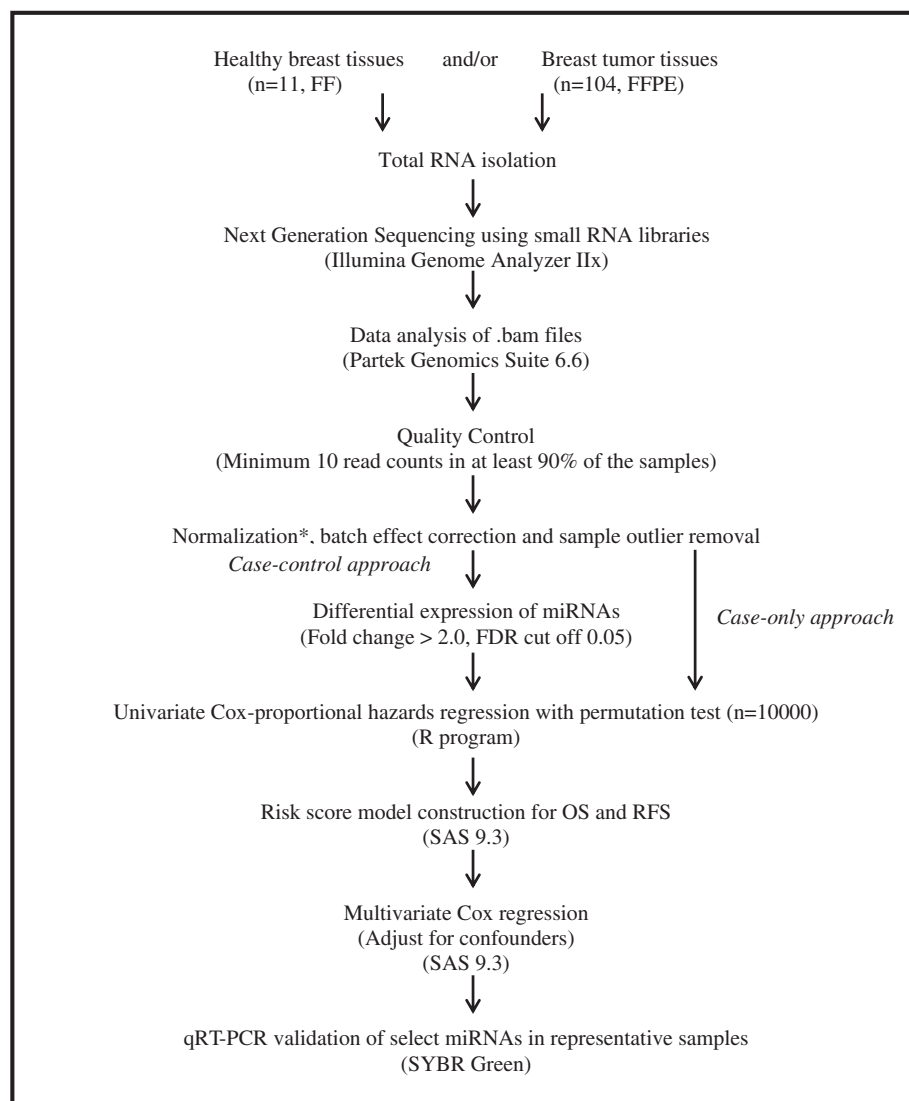 Healthy breast tissues and/or Breast tumor tissues
(n=11, FF) (n=104, FFPE)
Total RNA isolation
Next Generation Sequencing using small RNA libraries
(Illumina Genome Analyzer IIx)
Data analysis of .bam files
(Partek Genomics Suite 6.6)
Quality Control
(Minimum 10 read counts in at least 90% of the samples)
Normalization*, batch effect correction and sample outlier removal
Case-control approach
Differential expression of miRNAs
(Fold change > 2.0, FDR cut off 0.05)
Case-only approach
Univariate Cox-proportional hazards regression with permutation test (n=10000)
(R program)
Risk score model construction for OS and RFS
(SAS 9.3)
Multivariate Cox regression
(Adjust for confounders)
(SAS 9.3)
qRT-PCR validation of select miRNAs in representative samples
(SYBR Green)